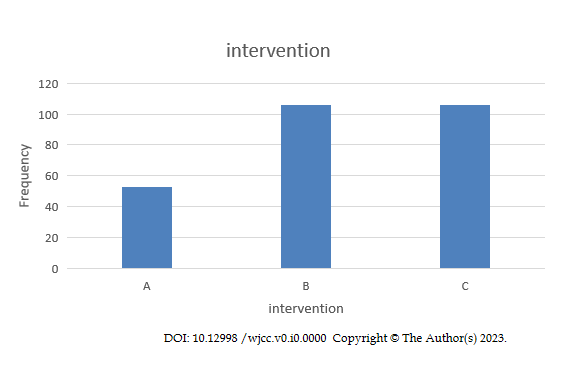 intervention
120
100
80
60
40
20
0
Frequency
A B C
intervention
DOI: 10.12998 /wjcc.v0.i0.0000 Copyright © The Author(s) 2023.